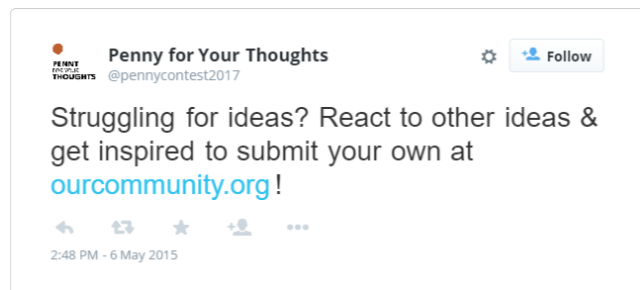 Penny for Your Thoughts
@pennycontest2017
Follow
PENNY
THOUGHTS
Struggling for ideas? React to other ideas &
get inspired to submit your own at
ourcommunity.org!
2:48 PM - 6 May 2015